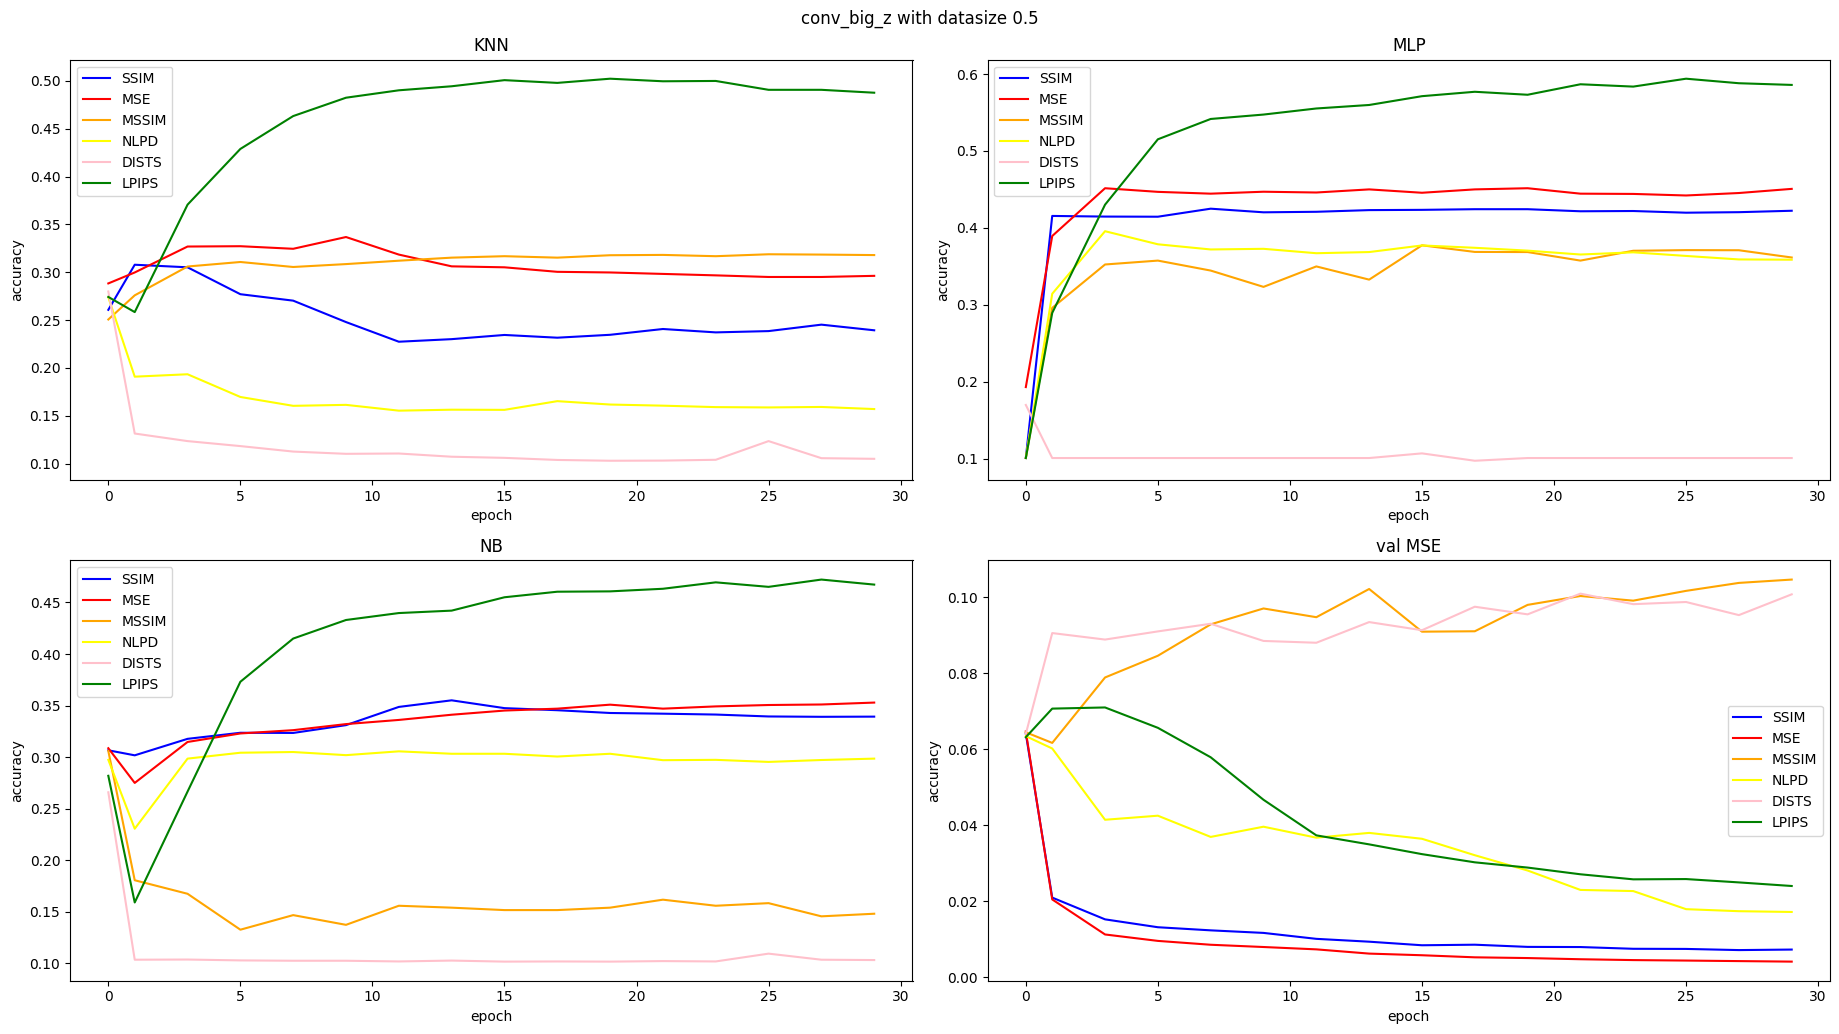 conv_big_z with datasize 0.5
KNN
SSIM
MSE
MSSIM
NLPD
DISTS
LPIPS
0.50
0.45
0.40
0.35
0.30
0.25
0.20
0.15
0.10
accuracy
0 5 10 15 20 25 30
epoch
MLP
SSIM
MSE
MSSIM
NLPD
DISTS
LPIPS
0.6
0.5
0.4
0.3
0.2
0.1
accuracy
0 5 10 15 20 25 30
epoch
NB
SSIM
MSE
MSSIM
NLPD
DISTS
LPIPS
0.45
0.40
0.35
0.30
0.25
0.20
0.15
0.10
accuracy
0 5 10 15 20 25 30
epoch
val MSE
0.10
0.08
0.06
0.04
0.02
0.00
accuracy
SSIM
MSE
MSSIM
NLPD
DISTS
LPIPS
0 5 10 15 20 25 30
epoch